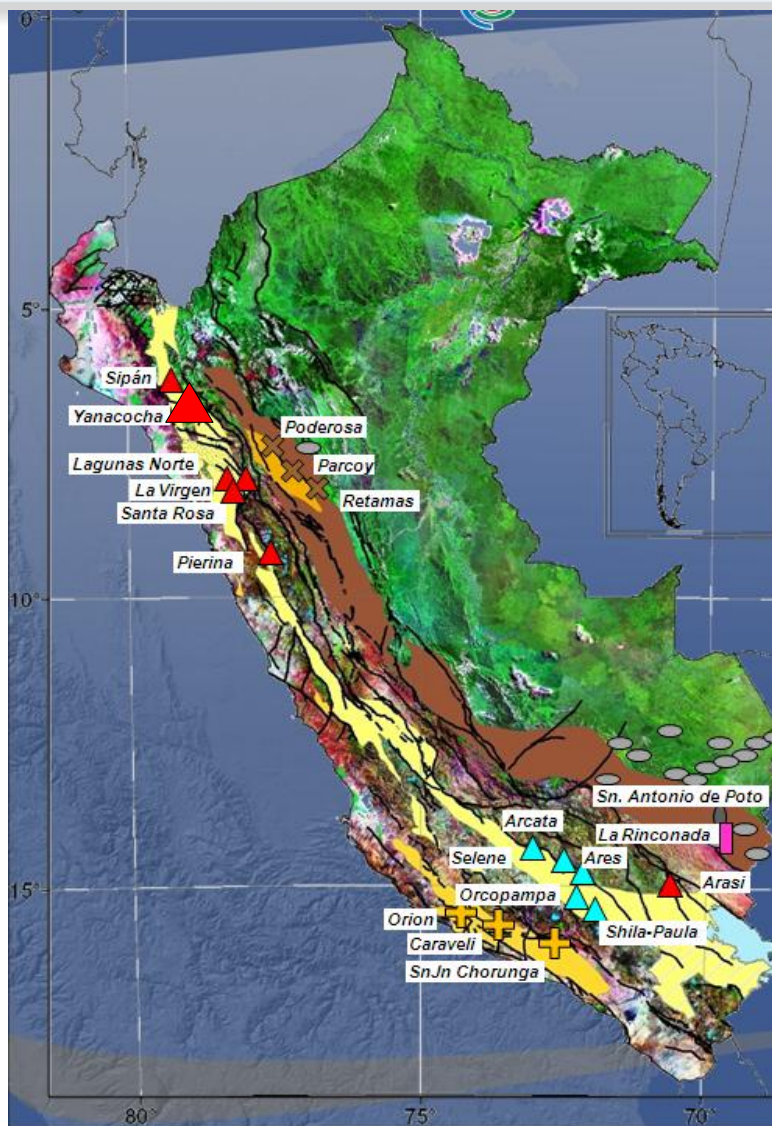 0°
5°
Sipán
Yanacocha
Poderosa
Lagunas Norte
Parcoy
La Virgen
Retamas
Santa Rosa
Pierina
10°
Sn. Antonio de Poto
Arcata
La Rinconada
Selene
Ares
Arasi
15°
Orcopampa
Orion
Shila-Paula
Caraveli
SnJn Chorunga
80°
75°
70°